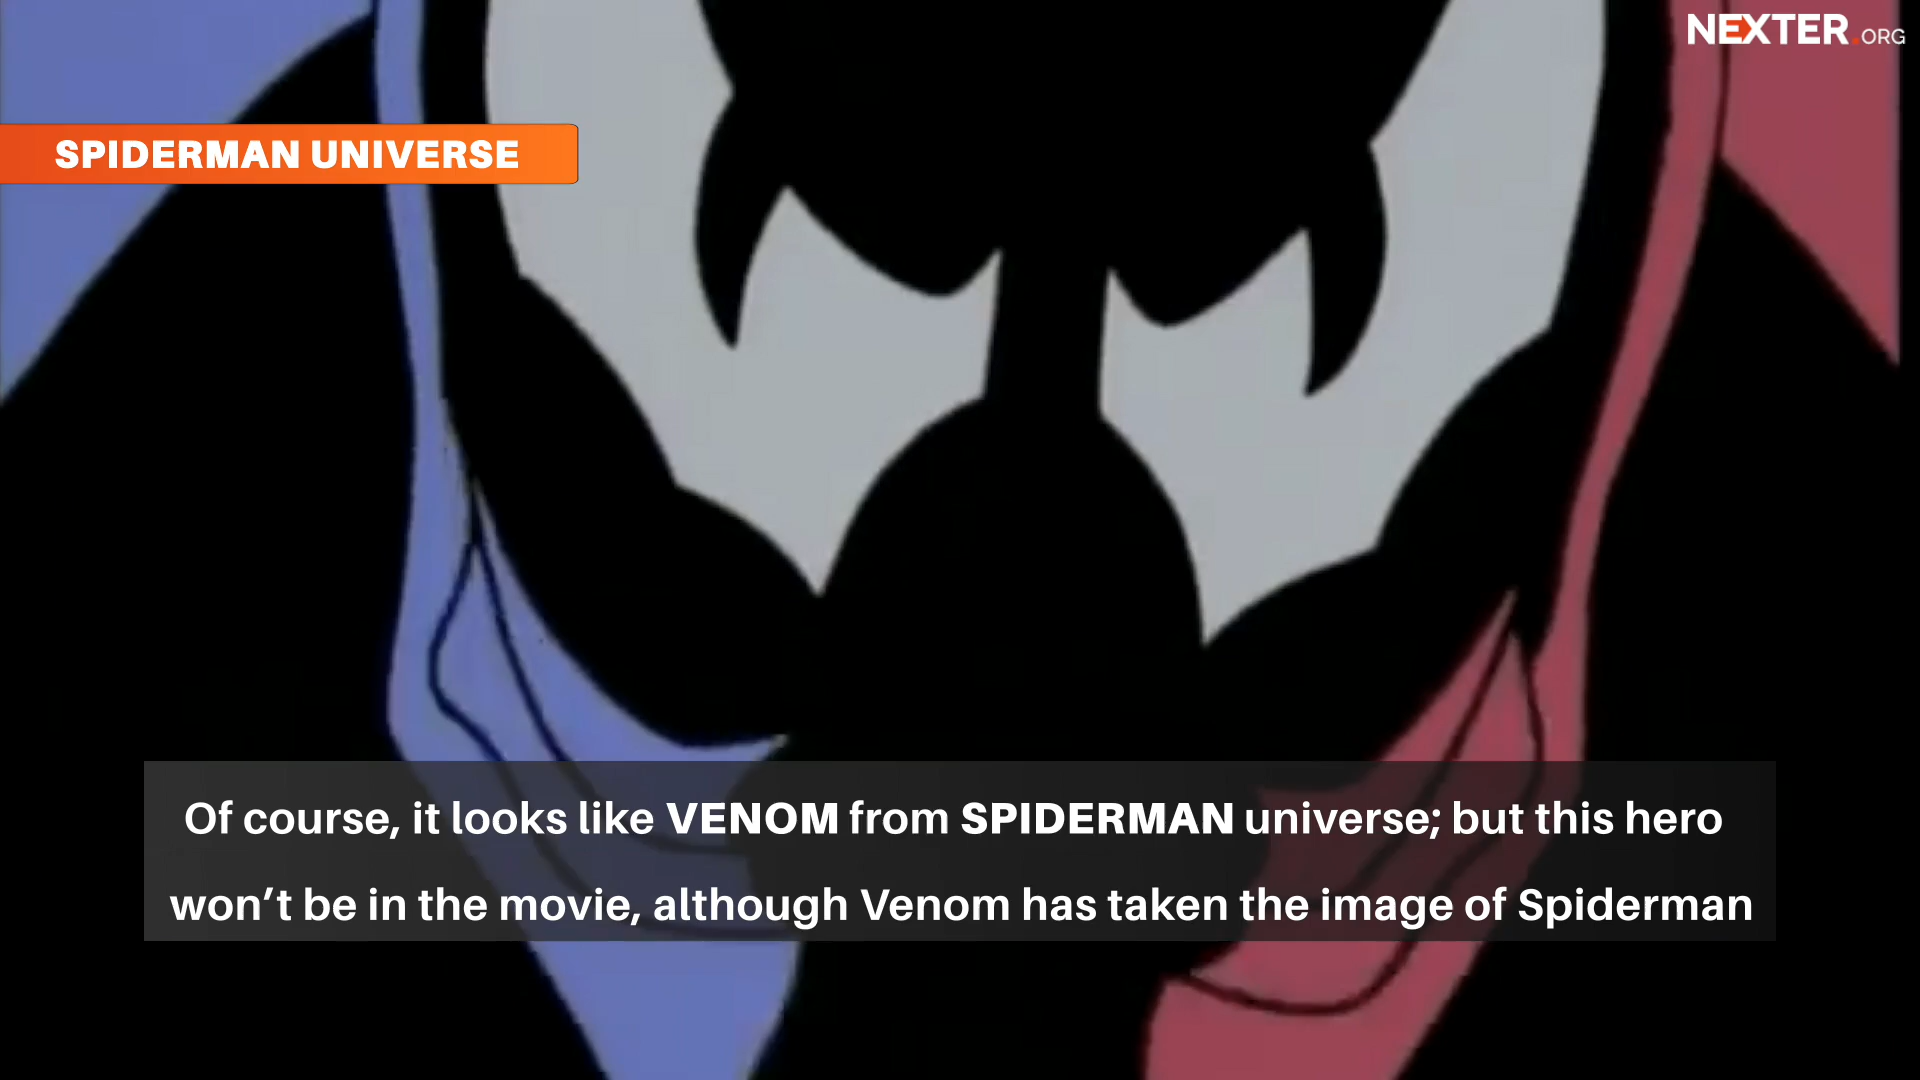 NEXTER.ORG
SPIDERMAN UNIVERSE
Of course, it looks like VENOM from SPIDERMAN universe; but this hero
won’t be in the movie, although Venom has taken the image of Spiderman